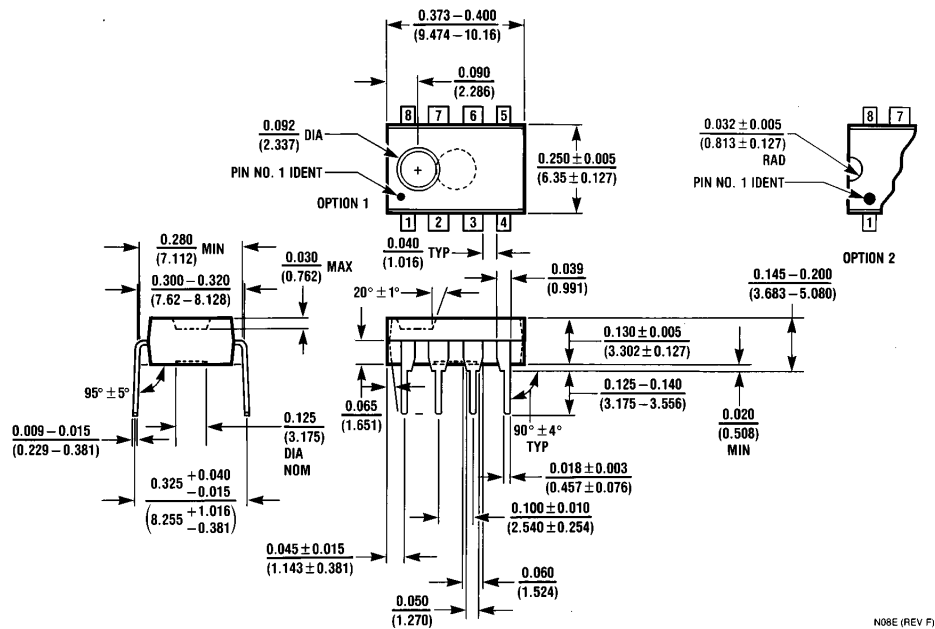 0.373 – 0.400
(9.474 – 10.16)
0.090
(2.286)
8 7 6 5
0.092 DIA
(2.337)
PIN NO. 1 IDENT
OPTION 1
1 2 3 4
0.250 ± 0.005
(6.35 ± 0.127)
0.032 ± 0.005
(0.813 ± 0.127)
RAD
PIN NO. 1 IDENT
8 7
1
OPTION 2
0.280 MIN
(7.112)
0.030 MAX
(0.762)
0.300 – 0.320
(7.62 – 8.128)
0.040 TYP
(1.016)
0.039
(0.991)
20° ± 1°
0.145 – 0.200
(3.683 – 5.080)
0.130 ± 0.005
(3.302 ± 0.127)
95° ± 5°
0.009 – 0.015
(0.229 – 0.381)
0.125
(3.175)
DIA
NOM
0.065
(1.651)
90° ± 4°
TYP
0.125 – 0.140
(3.175 – 3.556)
0.020
(0.508)
MIN
0.325 +0.040
−0.015
(8.255 +1.016
−0.381)
0.018 ± 0.003
(0.457 ± 0.076)
0.100 ± 0.010
(2.540 ± 0.254)
0.045 ± 0.015
(1.143 ± 0.381)
0.060
(1.524)
0.050
(1.270)
N08E (REV F)